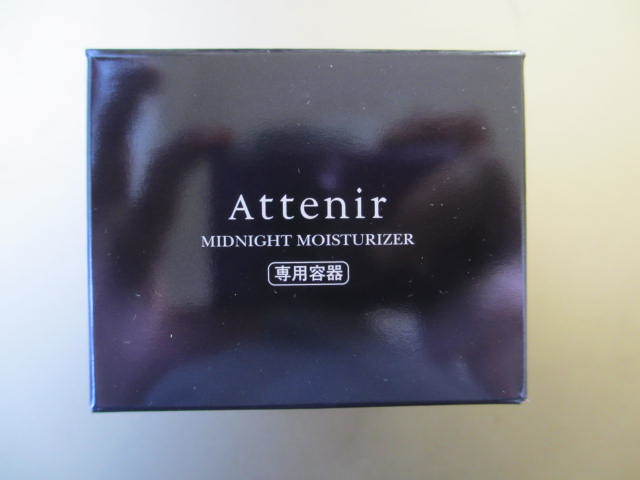 Attenir
MIDNIGHT MOISTURIZER
専用容器